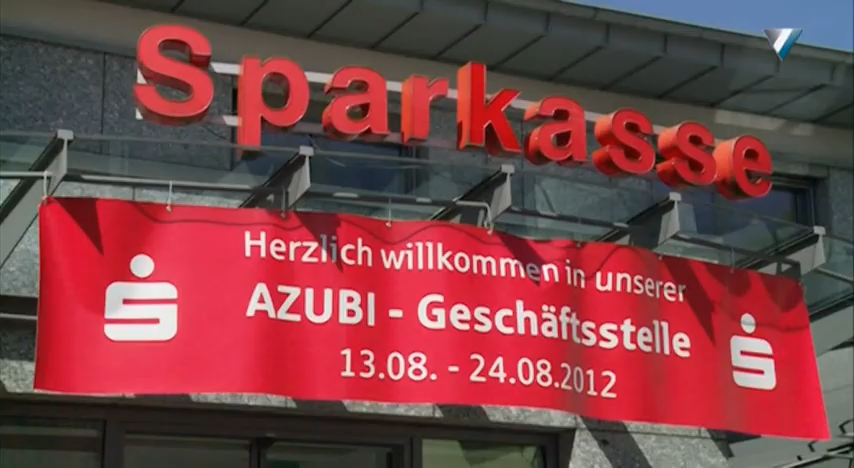 Sparkasse
Herzlich willkommen in unserer
AZUBI - Geschäftsstelle
13.08. - 24.08.2012